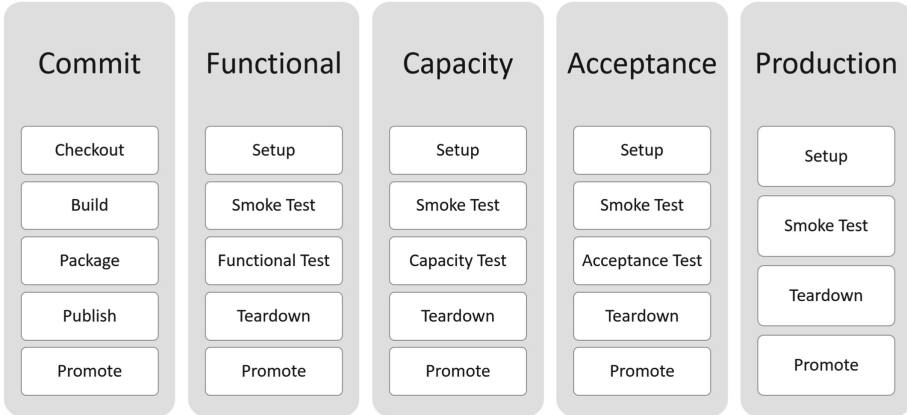 Commit
Checkout
Build
Package
Publish
Promote
Functional
Setup
Smoke Test
Functional Test
Teardown
Promote
Capacity
Setup
Smoke Test
Capacity Test
Teardown
Promote
Acceptance
Setup
Smoke Test
Acceptance Test
Teardown
Promote
Production
Setup
Smoke Test
Teardown
Promote